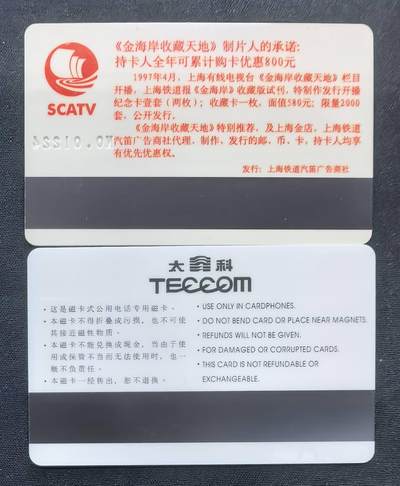 《金海岸收藏天地》制片人的承诺:
持卡人全年可累计购卡优惠800元
1997年4月,上海有线电视台《金海岸收藏天地》栏目
开播,上海铁道报《金海岸》收藏版试刊,特制作发行开播
纪念卡壹套(两枚);收藏卡一枚,面值580元;限量2000
套,公开发行。
《金海岸收藏天地》特别推荐,及上海金店,上海铁道
汽笛广告商社代理,制作,发行的邮、币、卡,持卡人均享
有优先优惠权。
发行:上海铁道汽笛广告商社
SCATV
NO.01224
太鑫科
TECCOM
·这是磁卡式公用电话专用磁卡。
·本磁卡不得折叠或污损,也不可使
其接近磁性物质。
·本磁卡不能兑换成现金,当由于使
用或保管不当而无法使用时,也一
概不负责任。
·本磁卡一经售出,恕不退换。
• USE ONLY IN CARDPHONES.
• DO NOT BEND CARD OR PLACE NEAR MAGNETS.
• REFUNDS WILL NOT BE GIVEN.
• FOR DAMAGED OR CORRUPTED CARDS.
• THIS CARD IS NOT REFUNDABLE OR
EXCHANGEABLE.